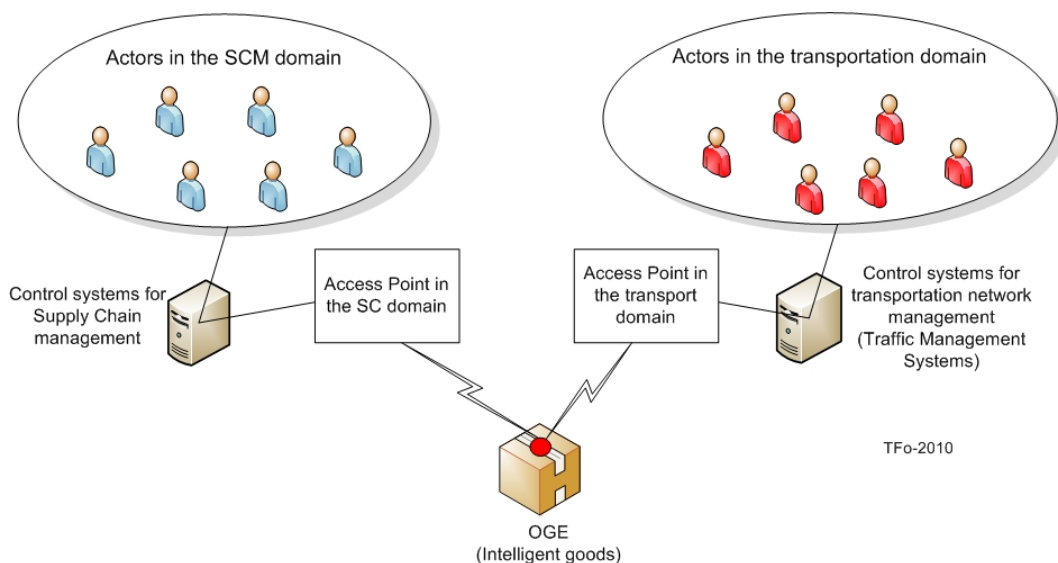 Actors in the SCM domain
Actors in the transportation domain
Control systems for
Supply Chain
management
Access Point in
the SC domain
Access Point in
the transport
domain
Control systems for
transportation network
management
(Traffic Management
Systems)
TFo-2010
OGE
(Intelligent goods)